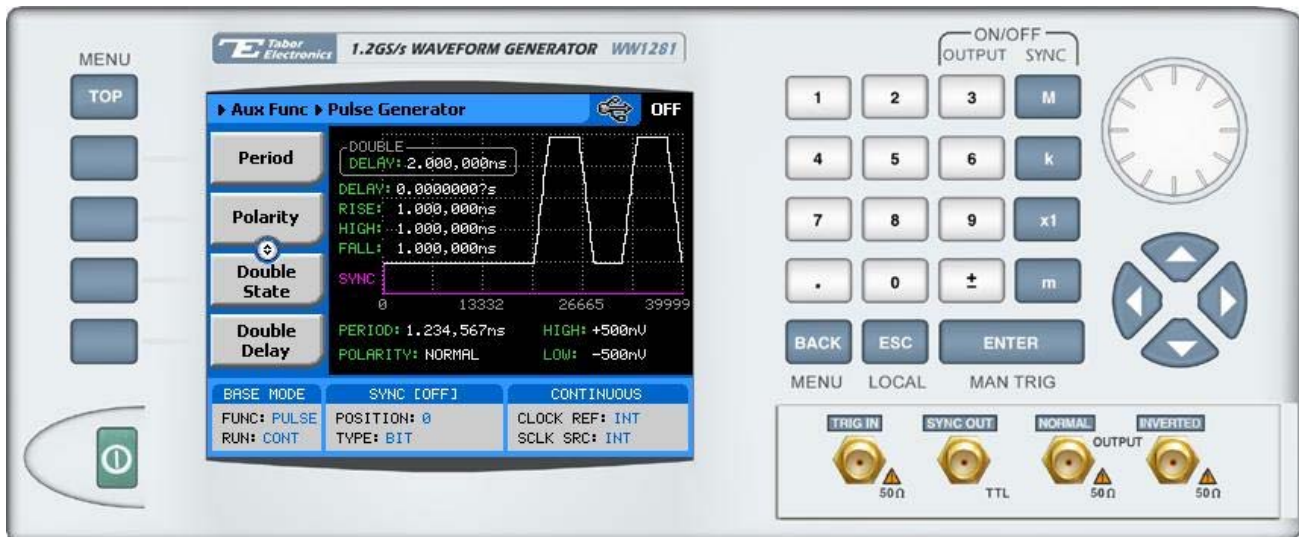 MENU
TOP
Tabor Electronics 1.2GS/s WAVEFORM GENERATOR WW1281
▸ Aux Func ▸ Pulse Generator OFF
Period
Polarity
Double
State
Double
Delay
DOUBLE
DELAY: 2.000,000ms
DELAY: 0.0000000?s
RISE: 1.000,000ms
HIGH: 1.000,000ms
FALL: 1.000,000ms
SYNC
0 13332 26665 39999
PERIOD: 1.234,567ms HIGH: +500mV
POLARITY: NORMAL LOW: -500mV
BASE MODE SYNC [OFF] CONTINUOUS
FUNC: PULSE POSITION: 0 CLOCK REF: INT
RUN: CONT TYPE: BIT SCLK SRC: INT
ON/OFF
OUTPUT SYNC
1 2 3 M
4 5 6 k
7 8 9 x1
. 0 ± m
BACK ESC ENTER
MENU LOCAL MAN TRIG
TRIG IN SYNC OUT NORMAL INVERTED
OUTPUT
50Ω TTL 50Ω 50Ω